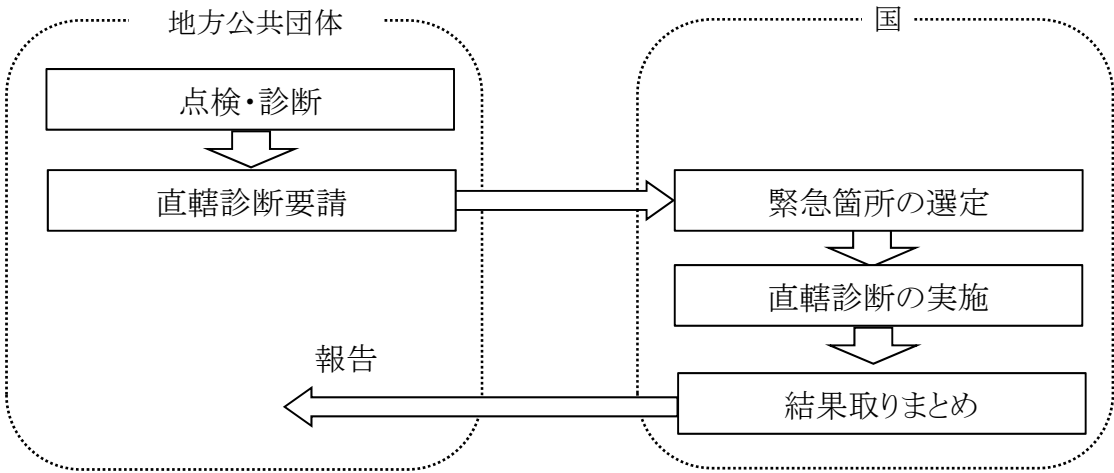 地方公共団体
国
点検・診断
直轄診断要請
緊急箇所の選定
直轄診断の実施
報告
結果取りまとめ